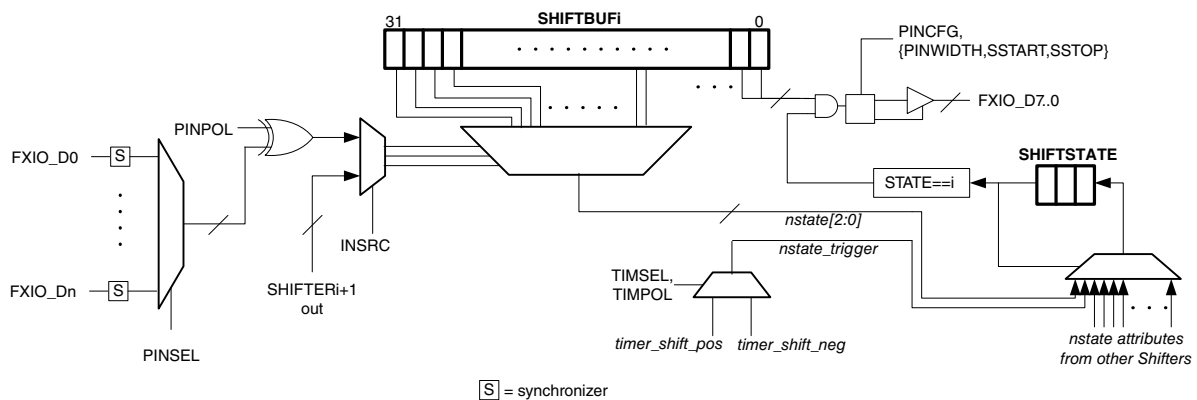 SHIFTBUFi
31
0
PINCFG,
{PINWIDTH,SSTART,SSTOP}
FXIO_D7..0
PINPOL
FXIO_D0
S
SHIFTSTATE
STATE==i
INSRC
nstate[2:0]
nstate_trigger
FXIO_Dn
S
SHIFTERi+1
out
TIMSEL,
TIMPOL
PINSEL
timer_shift_pos
timer_shift_neg
nstate attributes
from other Shifters
S = synchronizer